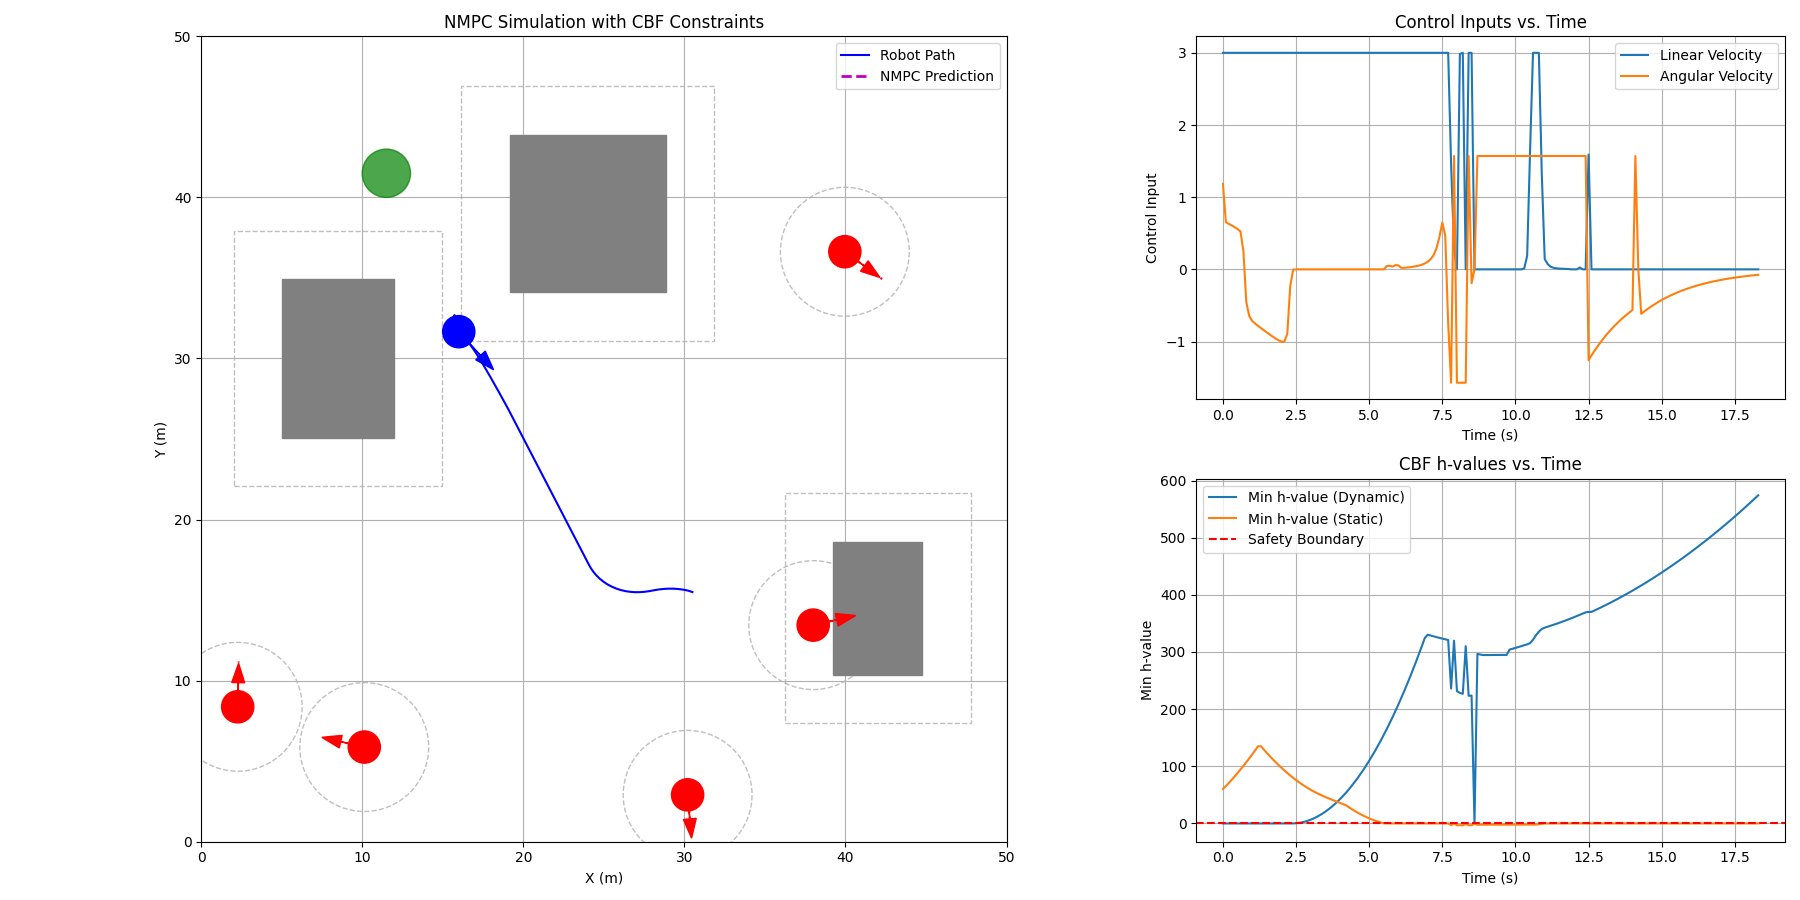 NMPC Simulation with CBF Constraints
50
40
30
20
10
0
Y (m)
0 10 20 30 40 50
X (m)
Robot Path
NMPC Prediction
Control Inputs vs. Time
3
2
1
0
−1
Control Input
0.0 2.5 5.0 7.5 10.0 12.5 15.0 17.5
Time (s)
Linear Velocity
Angular Velocity
CBF h-values vs. Time
600
500
400
300
200
100
0
Min h-value
0.0 2.5 5.0 7.5 10.0 12.5 15.0 17.5
Time (s)
Min h-value (Dynamic)
Min h-value (Static)
Safety Boundary